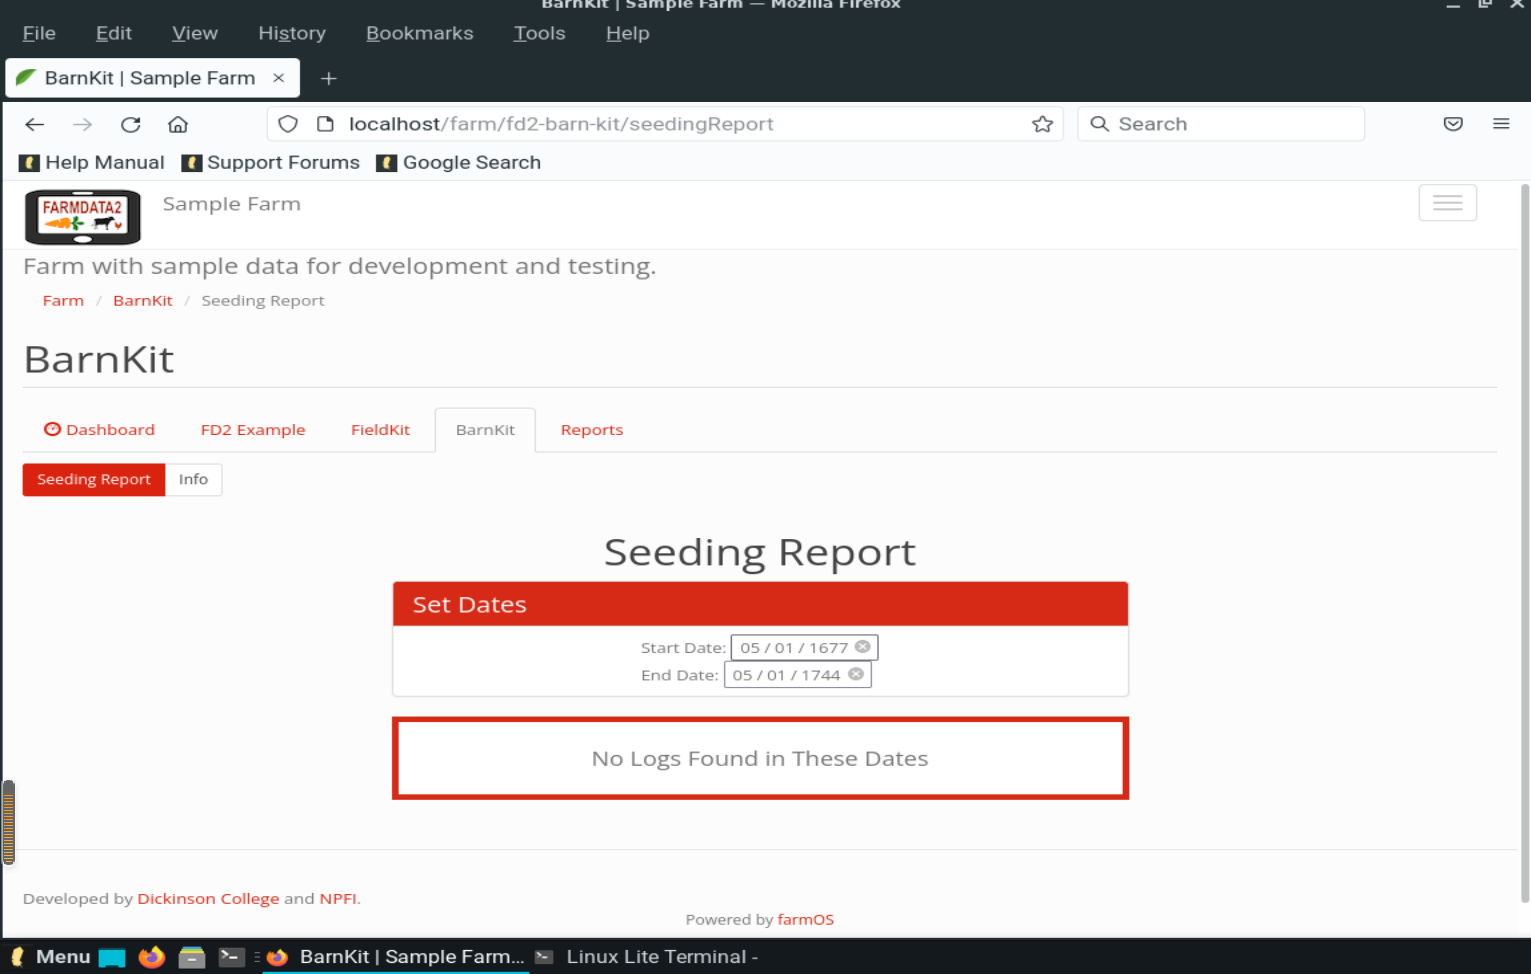 BarnKit | Sample Farm — Mozilla Firefox
File Edit View History Bookmarks Tools Help
BarnKit | Sample Farm
localhost/farm/fd2-barn-kit/seedingReport
Search
Help Manual Support Forums Google Search
FARMDATA2
Sample Farm
Farm with sample data for development and testing.
Farm / BarnKit / Seeding Report
BarnKit
Dashboard FD2 Example FieldKit BarnKit Reports
Seeding Report Info
Seeding Report
Set Dates
Start Date: 05 / 01 / 1677
End Date: 05 / 01 / 1744
No Logs Found in These Dates
Developed by Dickinson College and NPFI.
Powered by farmOS
Menu BarnKit | Sample Farm... Linux Lite Terminal -